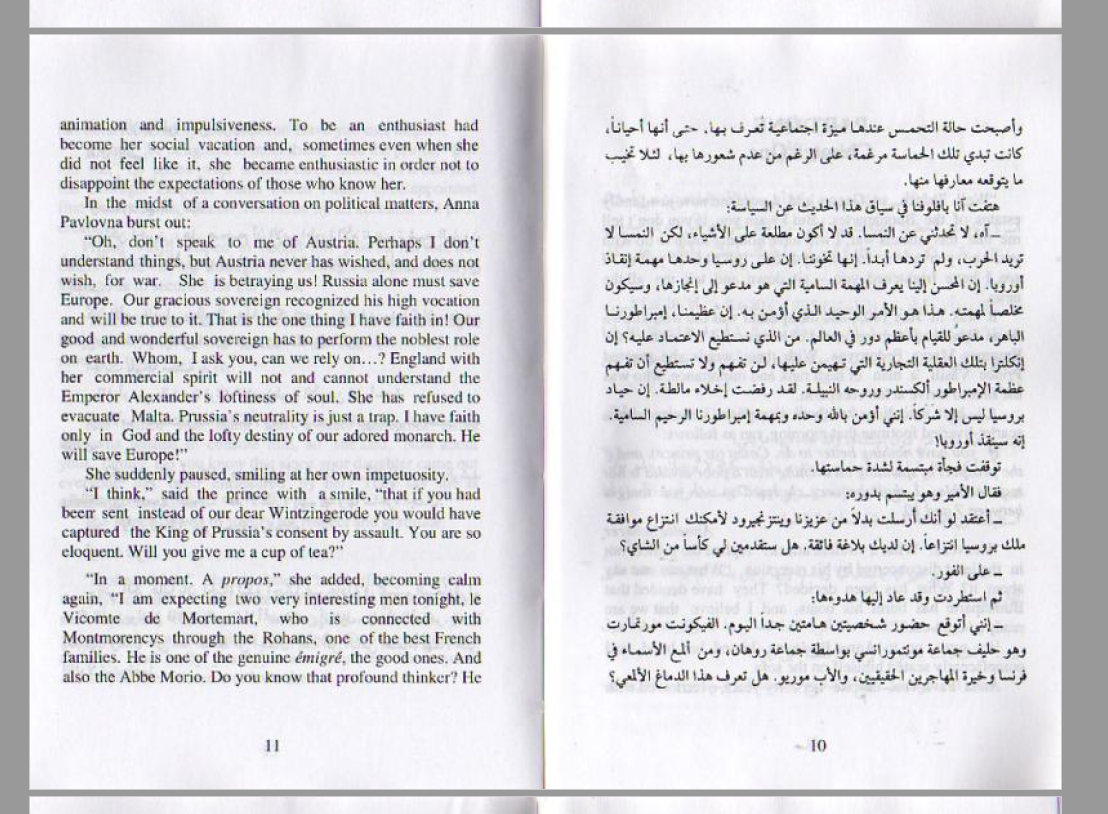 animation and impulsiveness. To be an enthusiast had
become her social vacation and, sometimes even when she
did not feel like it, she became enthusiastic in order not to
disappoint the expectations of those who know her.
In the midst of a conversation on political matters, Anna
Pavlovna burst out:
“Oh, don’t speak to me of Austria. Perhaps I don’t
understand things, but Austria never has wished, and does not
wish, for war. She is betraying us! Russia alone must save
Europe. Our gracious sovereign recognized his high vocation
and will be true to it. That is the one thing I have faith in! Our
good and wonderful sovereign has to perform the noblest role
on earth. Whom, I ask you, can we rely on...? England with
her commercial spirit will not and cannot understand the
Emperor Alexander’s loftiness of soul. She has refused to
evacuate Malta. Prussia’s neutrality is just a trap. I have faith
only in God and the lofty destiny of our adored monarch. He
will save Europe!”
She suddenly paused, smiling at her own impetuosity.
“I think,” said the prince with a smile, “that if you had
been sent instead of our dear Wintzingerode you would have
captured the King of Prussia’s consent by assault. You are so
eloquent. Will you give me a cup of tea?”
“In a moment. A propos,” she added, becoming calm
again, “I am expecting two very interesting men tonight, le
Vicomte de Mortemart, who is connected with
Montmorencys through the Rohans, one of the best French
families. He is one of the genuine émigré, the good ones. And
also the Abbe Morio. Do you know that profound thinker? He
11
وأصبحت حالة التحمس عندها ميزة اجتماعية تعرف بها. حتى أنها أحياناً،
كانت تبدي تلك الحماسة مرغمة، على الرغم من عدم شعورها بها، لئلا تخيب
ما يتوقعه معارفها منها.
هتفت آنا بافلوفنا في سياق هذا الحديث عن السياسة:
ـ آه، لا تحدثني عن النمسا. قد لا أكون مطلعة على الأشياء، لكن النمسا لا
تريد الحرب، ولم تردها أبداً. إنها تخوننا. إن على روسيا وحدها مهمة إنقاذ
أوروبا. إن المحسن إلينا يعرف المهمة السامية التي هو مدعو إلى إنجازها، وسيكون
مخلصاً لمهمته. هذا هو الأمر الوحيد الذي أؤمن به. إن عظيمنا، إمبراطورنا
الباهر، مدعوٌ للقيام بأعظم دور في العالم. من الذي نستطيع الاعتماد عليه؟ إن
إنكلترا بتلك العقلية التجارية التي تهيمن عليها، لن تفهم ولا تستطيع أن تفهم
عظمة الإمبراطور ألكسندر وروحه النبيلة. لقد رفضت إخلاء مالطة. إن حياد
بروسيا ليس إلا شركاً. إنني أؤمن بالله وحده وبمهمة إمبراطورنا الرحيم السامية.
إنه سينقذ أوروبا!
توقفت فجأة مبتسمة لشدة حماستها.
فقال الأمير وهو يبتسم بدوره:
ـ أعتقد لو أنك أرسلت بدلاً من عزيزنا وينتزنجيرود لأمكنك انتزاع موافقة
ملك بروسيا انتزاعاً. إن لديك بلاغة فائقة. هل ستقدمين لي كأساً من الشاي؟
ـ على الفور.
ثم استطردت وقد عاد إليها هدوءها:
ـ إنني أتوقع حضور شخصيتين هامتين جداً اليوم. الفيكونت مورتمارت
وهو حليف جماعة مونتمورانسي بواسطة جماعة روهان، ومن ألمع الأسماء في
فرنسا وخيرة المهاجرين الحقيقيين، والأب موريو. هل تعرف هذا الدماغ الألمعي؟
10